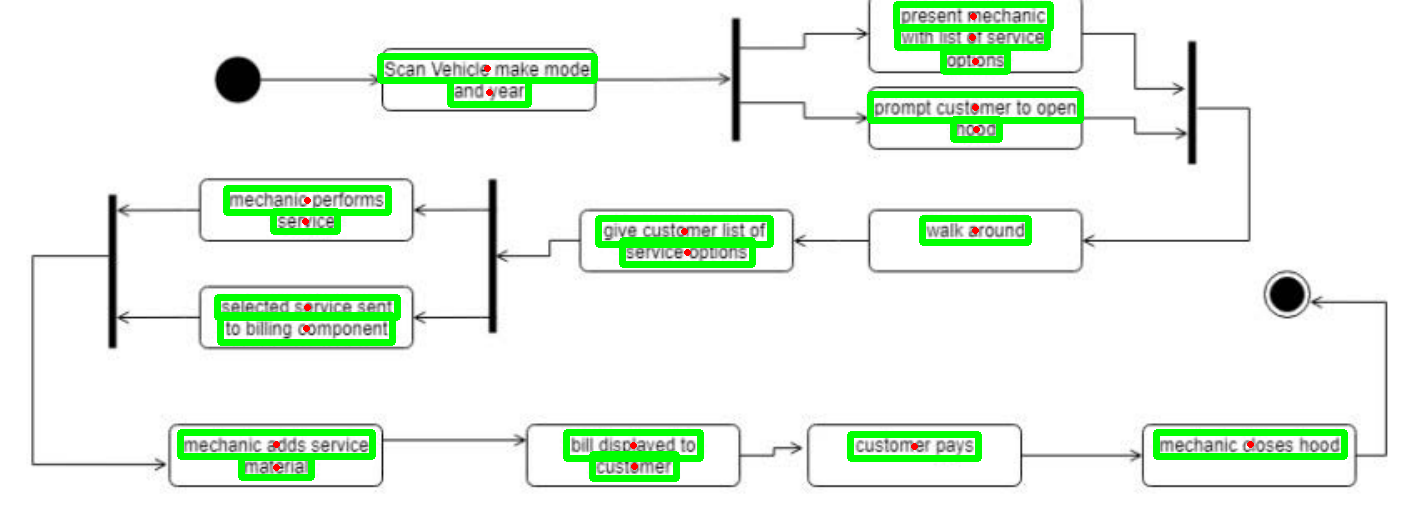 present mechanic
with list of service
options
Scan Vehicle make mode
and year
prompt customer to open
hood
mechanic performs
service
give customer list of
service options
walk around
selected service sent
to billing component
mechanic adds service
material
bill displayed to
customer
customer pays
mechanic closes hood